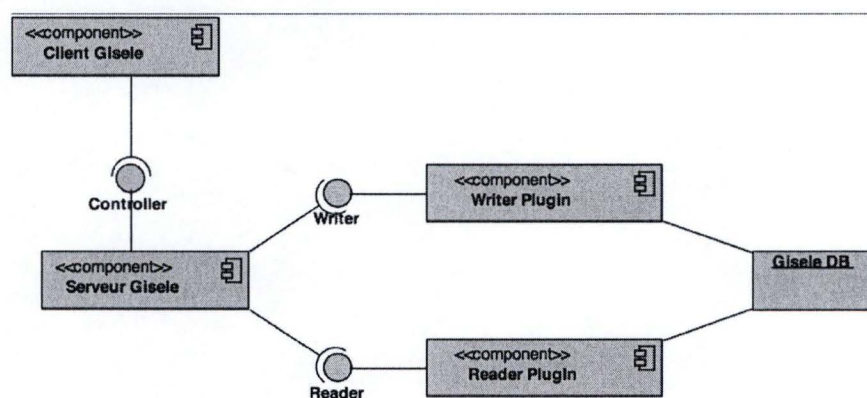 <<component>>
Client Gisele
Controller
<<component>>
Serveur Gisele
Writer
<<component>>
Writer Plugin
Gisele DB
<<component>>
Reader Plugin
Reader